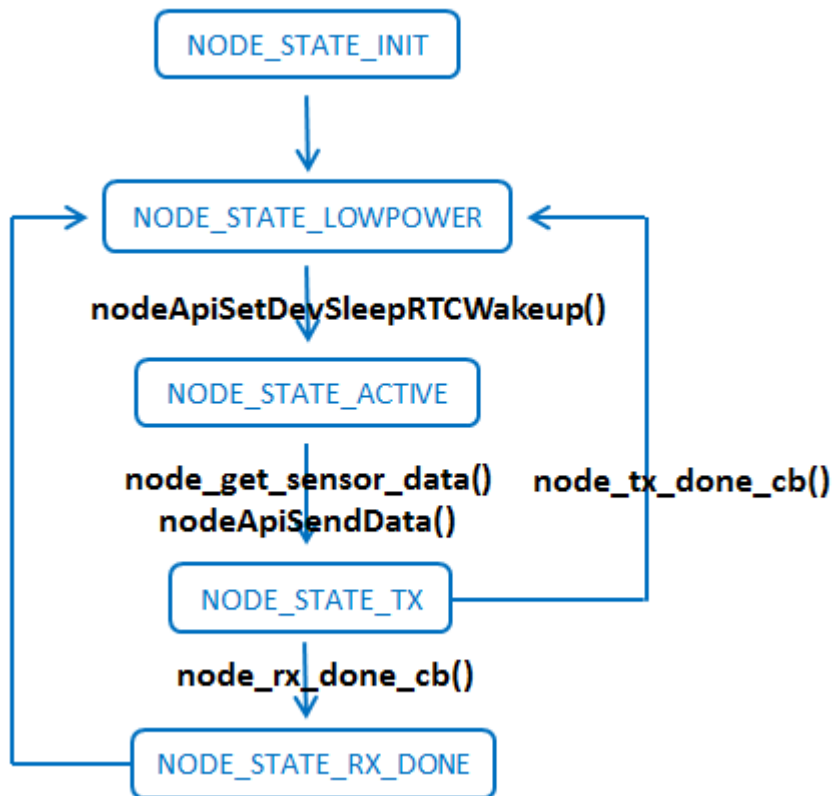 NODE_STATE_INIT
NODE_STATE_LOWPOWER
nodeApiSetDevSleepRTCWakeup()
NODE_STATE_ACTIVE
node_get_sensor_data()
nodeApiSendData()
node_tx_done_cb()
NODE_STATE_TX
node_rx_done_cb()
NODE_STATE_RX_DONE